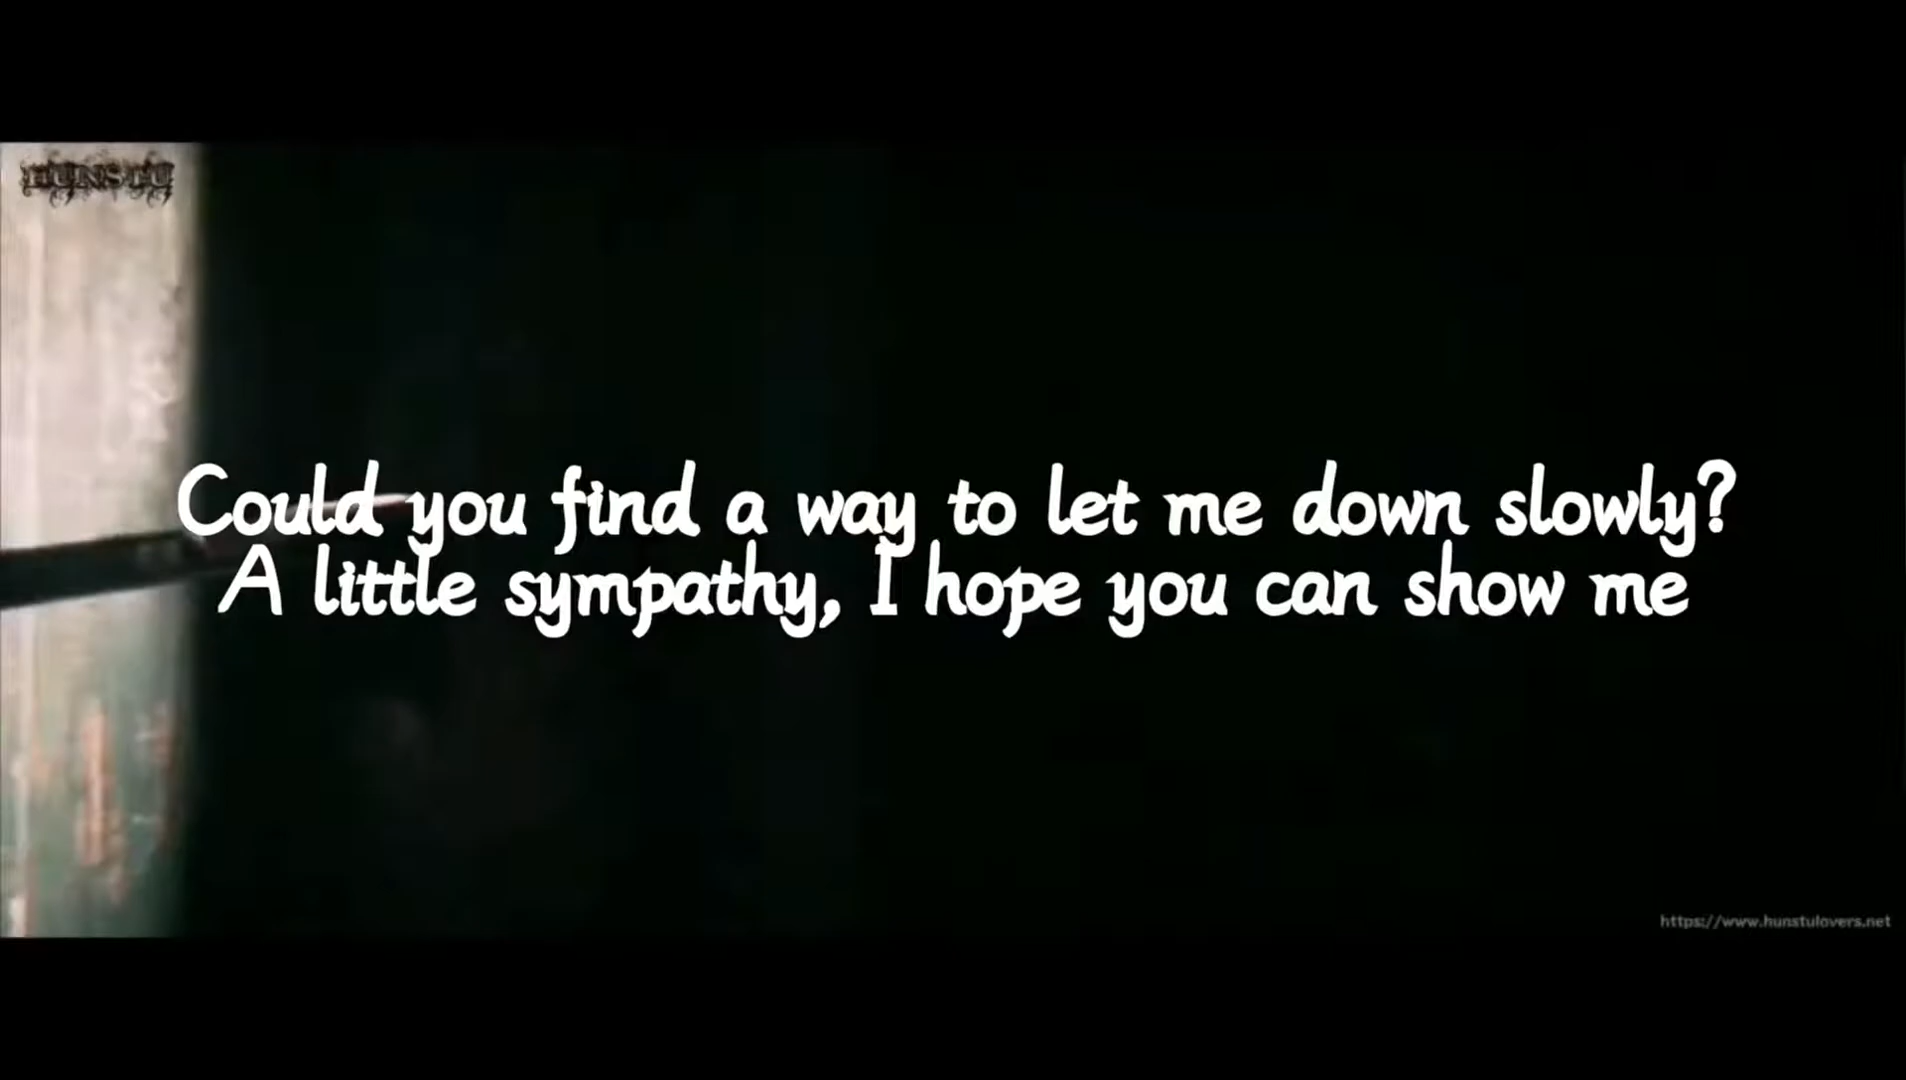 HUNSTU
Could you find a way to let me down slowly?
A little sympathy, I hope you can show me
https://www.hunstulovers.net